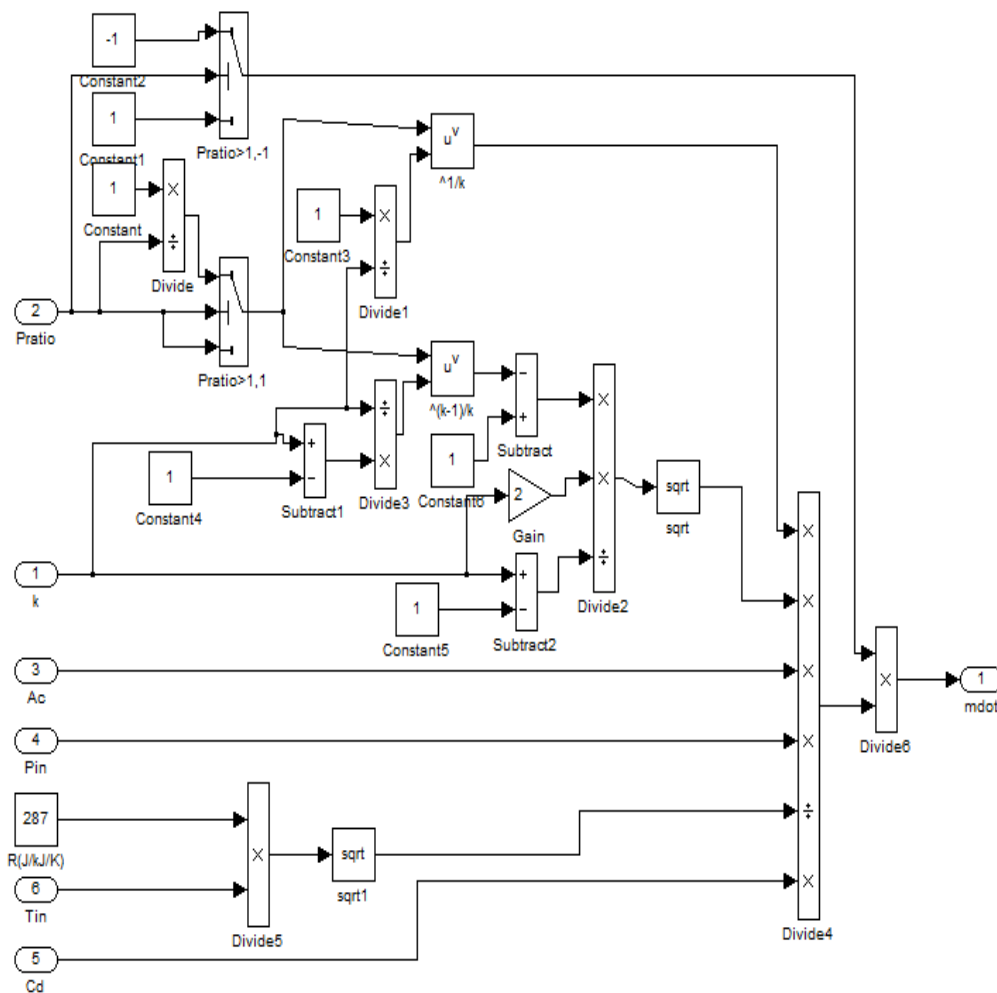 -1
Constant2
1
Constant1
Pratio>1,-1
u^v
^1/k
1
Constant
×
÷
Divide
1
Constant3
×
÷
Divide1
2
Pratio
Pratio>1,1
u^v
^(k-1)/k
−
+
Subtract
÷
×
Divide3
+
−
Subtract1
1
Constant4
1
Constant6
2
Gain
×
×
÷
Divide2
sqrt
sqrt
1
k
1
Constant5
+
−
Subtract2
3
Ac
4
Pin
287
R(J/kJ/K)
6
Tin
5
Cd
×
Divide5
sqrt
sqrt1
×
×
×
×
÷
×
Divide4
×
Divide6
1
mdot